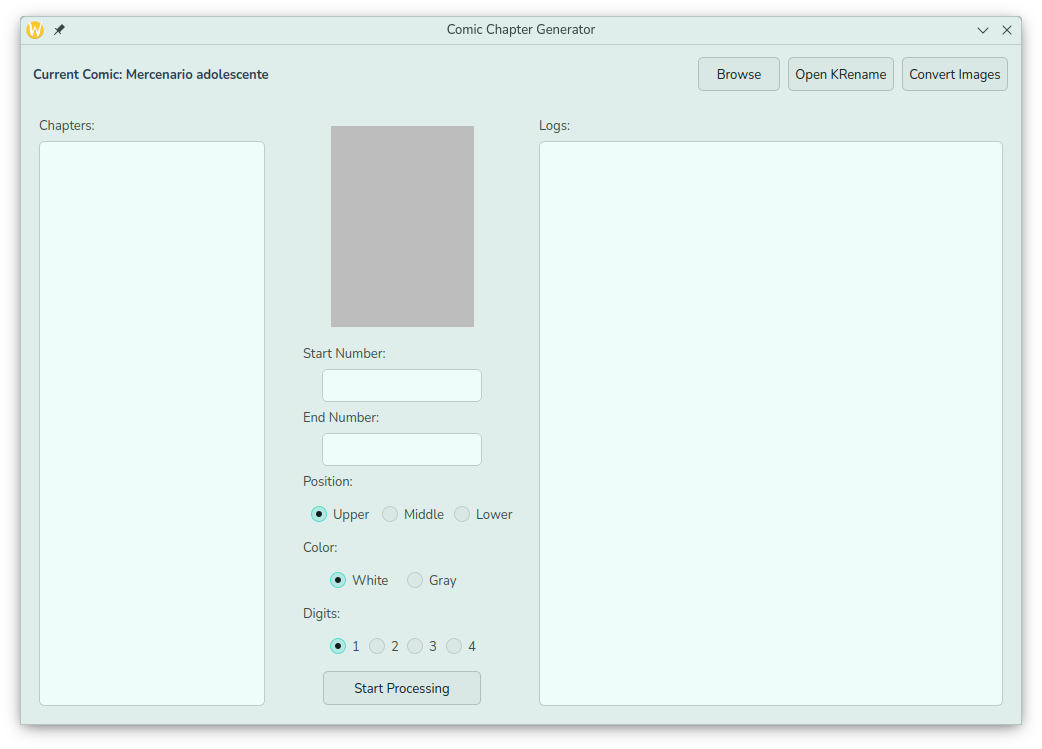 W
Comic Chapter Generator
Current Comic: Mercenario adolescente
Browse
Open KRename
Convert Images
Chapters:
Logs:
Start Number:
End Number:
Position:
Upper Middle Lower
Color:
White Gray
Digits:
1 2 3 4
Start Processing